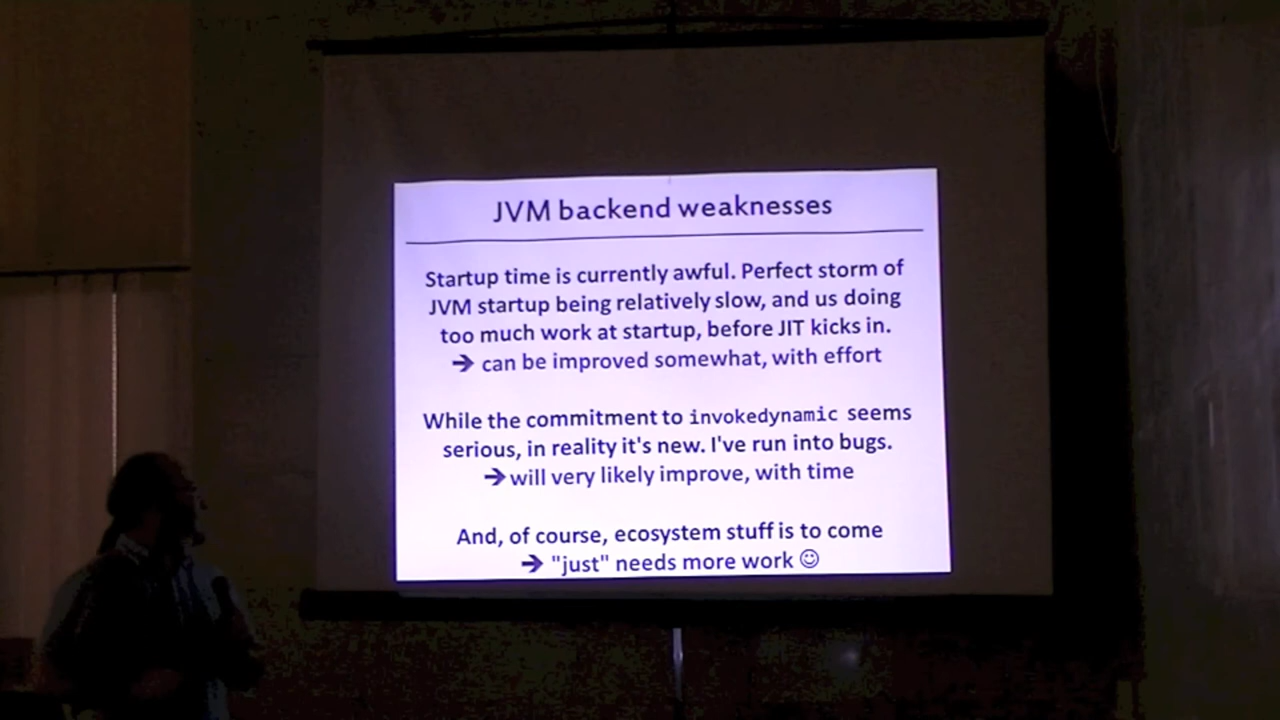 JVM backend weaknesses
Startup time is currently awful. Perfect storm of
JVM startup being relatively slow, and us doing
too much work at startup, before JIT kicks in.
➔ can be improved somewhat, with effort
While the commitment to invokedynamic seems
serious, in reality it's new. I've run into bugs.
➔ will very likely improve, with time
And, of course, ecosystem stuff is to come
➔ "just" needs more work ☺